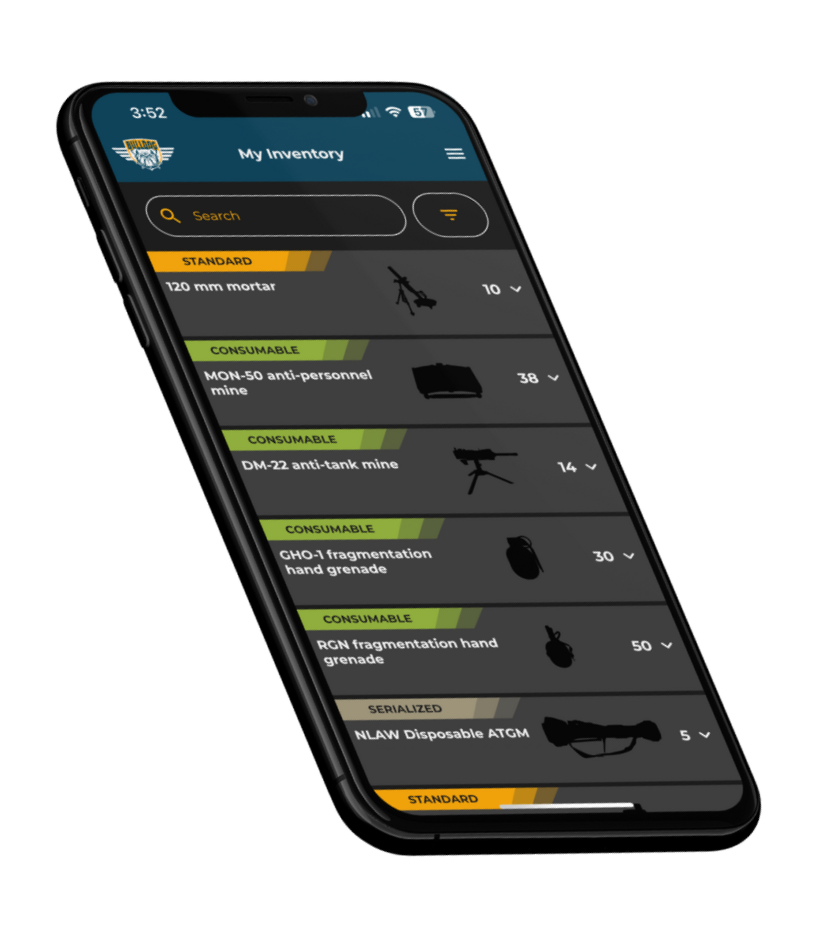 3:52
57
BULLDOG
My Inventory
Search
STANDARD
120 mm mortar
10
CONSUMABLE
MON-50 anti-personnel
mine
38
CONSUMABLE
DM-22 anti-tank mine
14
CONSUMABLE
GHO-1 fragmentation
hand grenade
30
CONSUMABLE
RGN fragmentation hand
grenade
50
SERIALIZED
NLAW Disposable ATGM
5
STANDARD